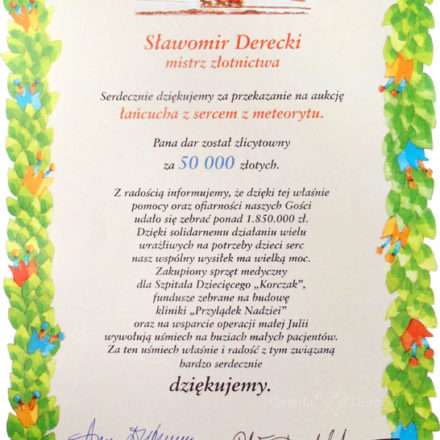 Sławomir Derecki
mistrz złotnictwa
Serdecznie dziękujemy za przekazanie na aukcję
łańcucha z sercem z meteorytu.
Pana dar został zlicytowny
za 50 000 złotych.
Z radością informujemy, że dzięki tej właśnie
pomocy oraz ofiarności naszych Gości
udało się zebrać ponad 1.850.000 zł.
Dzięki solidarnemu działaniu wielu
wrażliwych na potrzeby dzieci serc
nasz wspólny wysiłek ma wielką moc.
Zakupiony sprzęt medyczny
dla Szpitala Dziecięcego „Korczak”,
fundusze zebrane na budowę
kliniki „Przylądek Nadziei”
oraz na wsparcie operacji małej Julii
wywołują uśmiech na buziach małych pacjentów.
Za ten uśmiech właśnie i radość z tym związaną
bardzo serdecznie
dziękujemy.